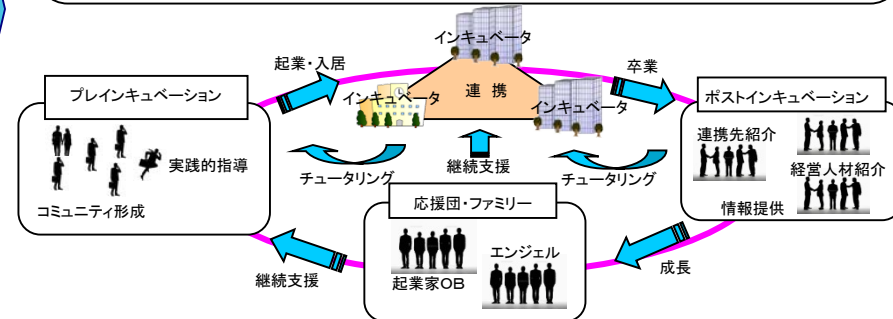 インキュベータ
起業・入居
卒業
プレインキュベーション
インキュベータ
連 携
インキュベータ
ポストインキュベーション
実践的指導
コミュニティ形成
チュータリング
継続支援
チュータリング
連携先紹介
経営人材紹介
情報提供
応援団・ファミリー
起業家OB
エンジェル
継続支援
成長